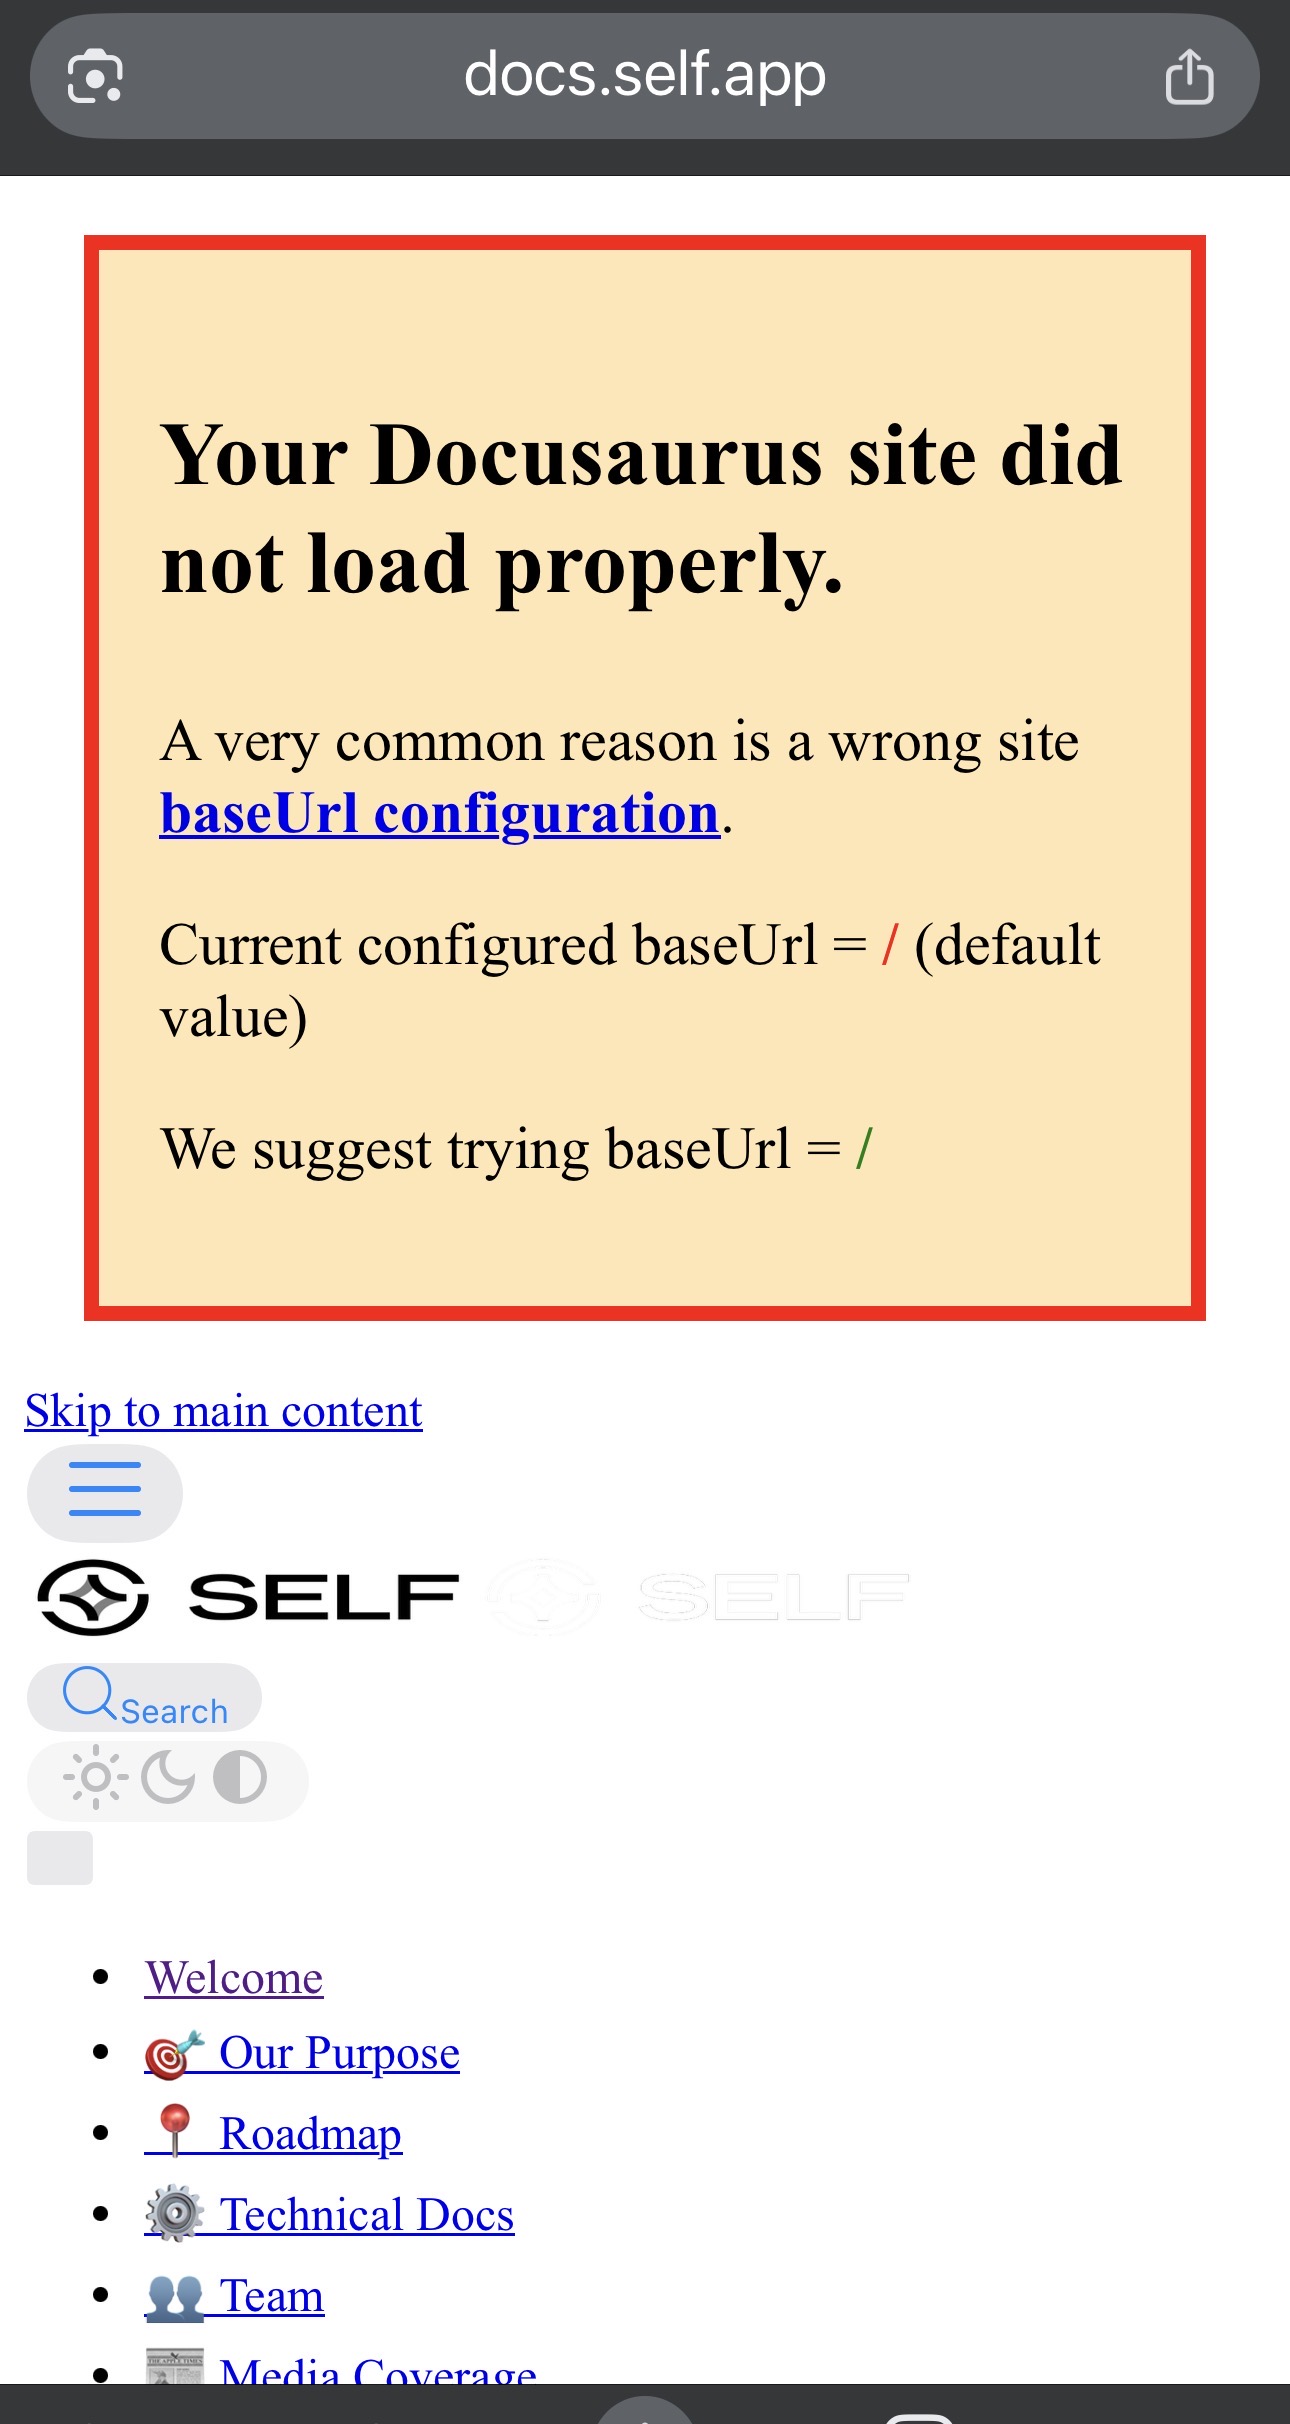 docs.self.app
Your Docusaurus site did
not load properly.
A very common reason is a wrong site
baseUrl configuration.
Current configured baseUrl = / (default
value)
We suggest trying baseUrl = /
Skip to main content
SELF SELF
Search
Welcome
🎯 Our Purpose
📍 Roadmap
⚙️ Technical Docs
👥 Team
📰 Media Coverage